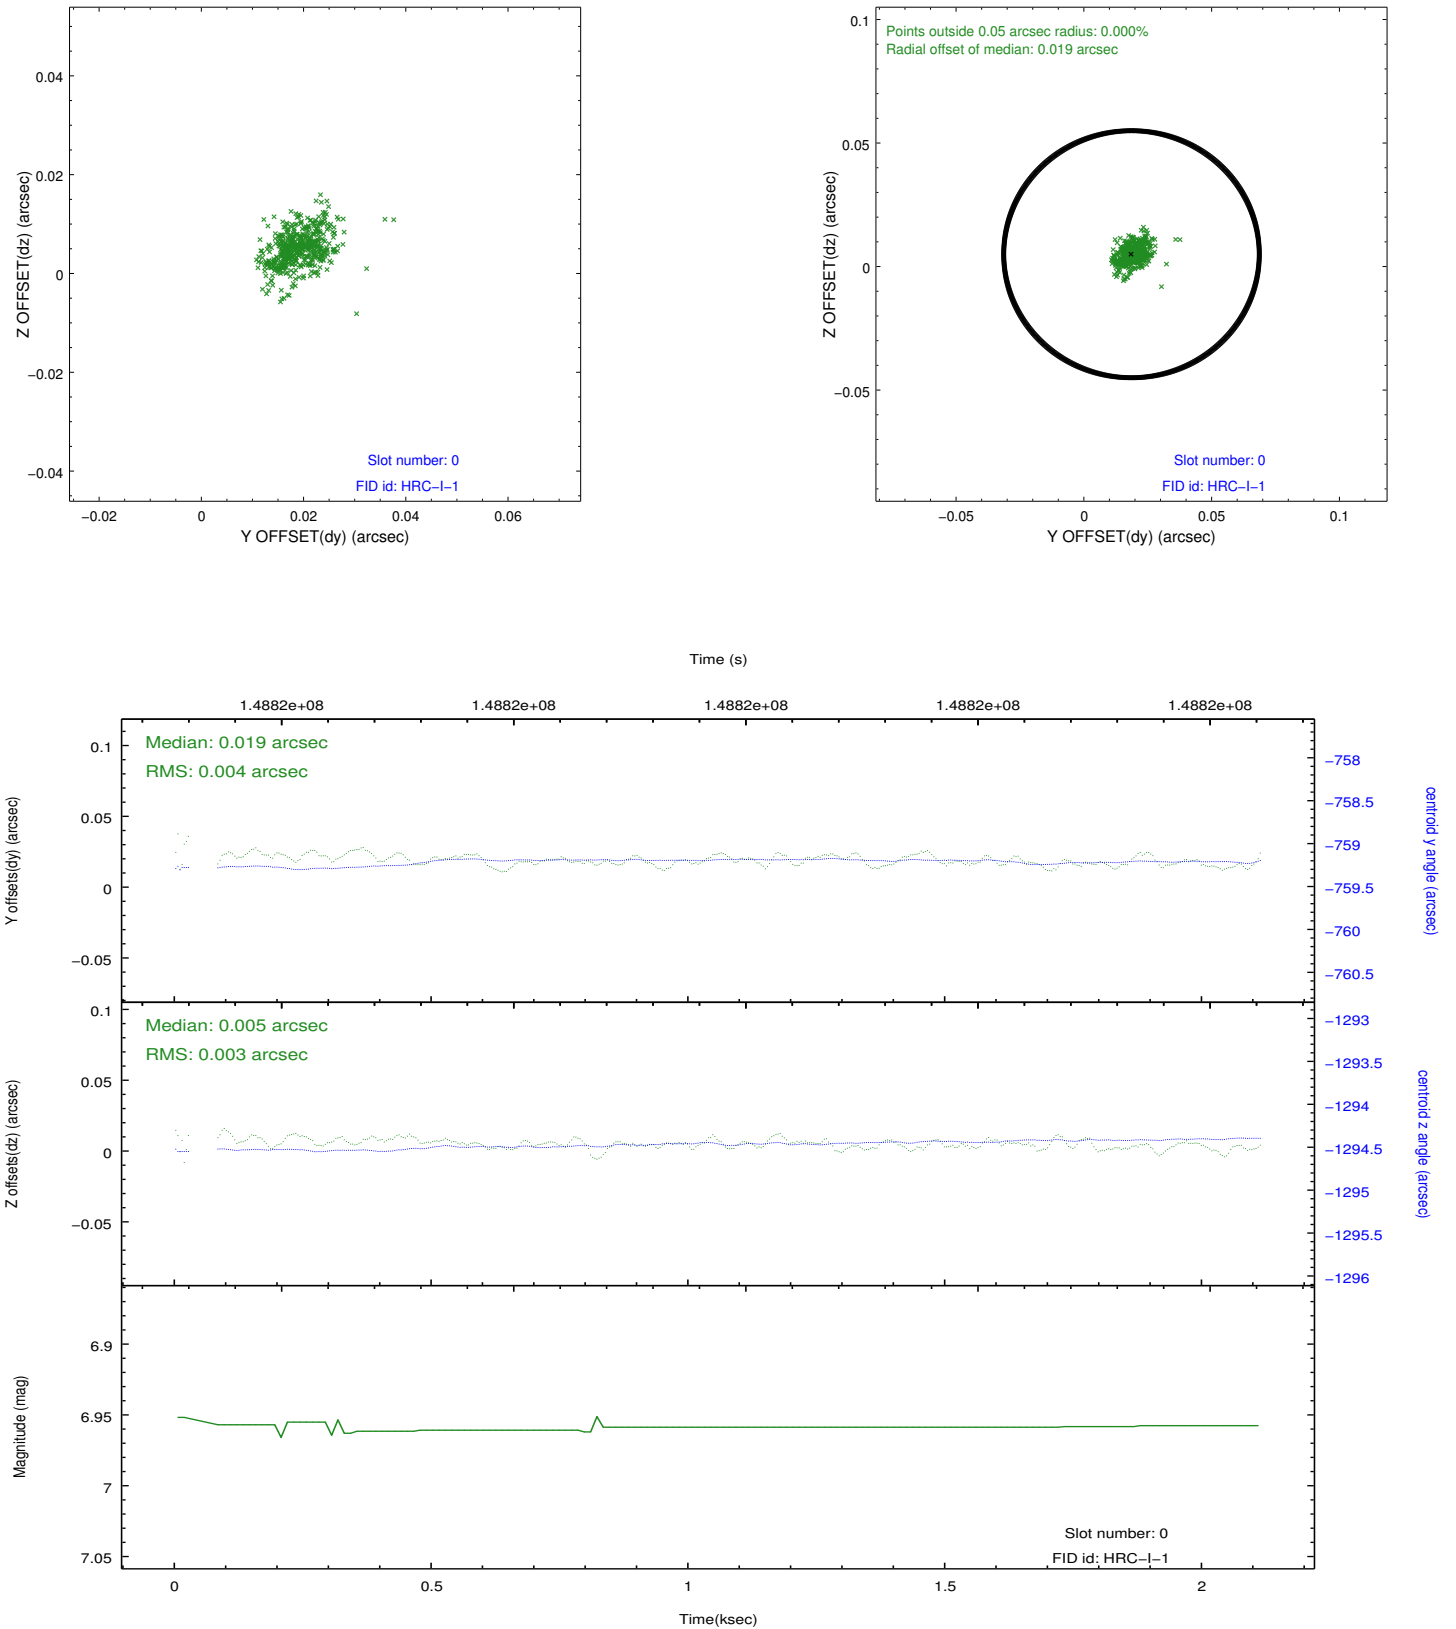 0.04
0.02
0
−0.02
−0.04
Z OFFSET(dz) (arcsec)
Slot number: 0
FID id: HRC−I−1
−0.02
0
0.02
0.04
0.06
Y OFFSET(dy) (arcsec)
Points outside 0.05 arcsec radius: 0.000%
Radial offset of median: 0.019 arcsec
0.1
0.05
0
−0.05
Z OFFSET(dz) (arcsec)
Slot number: 0
FID id: HRC−I−1
−0.05
0
0.05
0.1
Y OFFSET(dy) (arcsec)
Time (s)
1.4882e+08
1.4882e+08
1.4882e+08
1.4882e+08
1.4882e+08
Median: 0.019 arcsec
RMS: 0.004 arcsec
0.1
0.05
0
−0.05
Y offsets(dy) (arcsec)
−758
−758.5
−759
−759.5
−760
−760.5
centroid y angle (arcsec)
Median: 0.005 arcsec
RMS: 0.003 arcsec
0.1
0.05
0
−0.05
Z offsets(dz) (arcsec)
−1293
−1293.5
−1294
−1294.5
−1295
−1295.5
−1296
centroid z angle (arcsec)
6.9
6.95
7
7.05
Magnitude (mag)
Slot number: 0
FID id: HRC−I−1
0
0.5
1
1.5
2
Time(ksec)